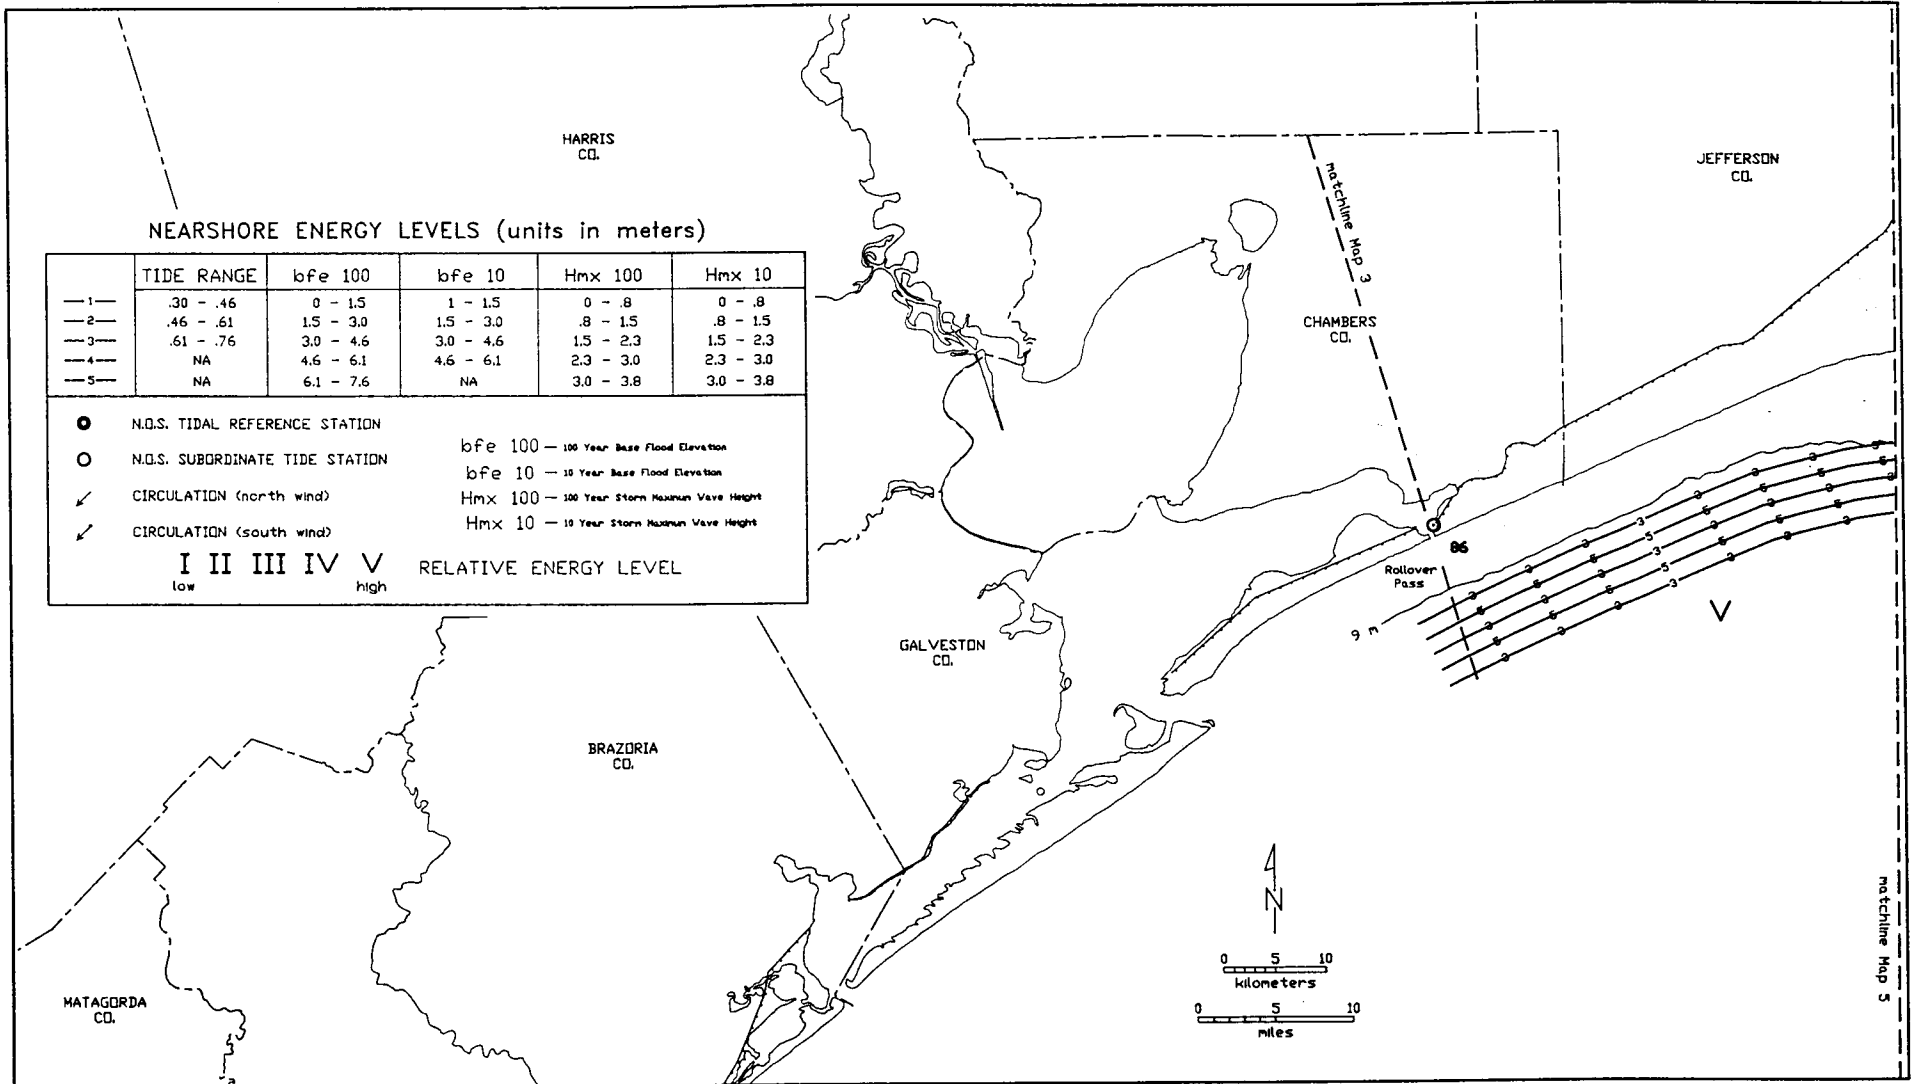 HARRIS
CO.
JEFFERSON
CO.
matchline Map 3
NEARSHORE ENERGY LEVELS (units in meters)
TIDE RANGE bfe 100 bfe 10 Hmx 100 Hmx 10
1 .30 - .46 0 - 1.5 1 - 1.5 0 - .8 0 - .8
2 .46 - .61 1.5 - 3.0 1.5 - 3.0 .8 - 1.5 .8 - 1.5
3 .61 - .76 3.0 - 4.6 3.0 - 4.6 1.5 - 2.3 1.5 - 2.3
4 NA 4.6 - 6.1 4.6 - 6.1 2.3 - 3.0 2.3 - 3.0
5 NA 6.1 - 7.6 NA 3.0 - 3.8 3.0 - 3.8
N.O.S. TIDAL REFERENCE STATION
N.O.S. SUBORDINATE TIDE STATION
CIRCULATION (north wind)
CIRCULATION (south wind)
bfe 100 — 100 Year Base Flood Elevation
bfe 10 — 10 Year Base Flood Elevation
Hmx 100 — 100 Year Storm Maximum Wave Height
Hmx 10 — 10 Year Storm Maximum Wave Height
I II III IV V RELATIVE ENERGY LEVEL
low high
CHAMBERS
CO.
86
Rollover
Pass
9 m
V
GALVESTON
CO.
BRAZORIA
CO.
MATAGORDA
CO.
N
0 5 10
kilometers
0 5 10
miles
matchline Map 5